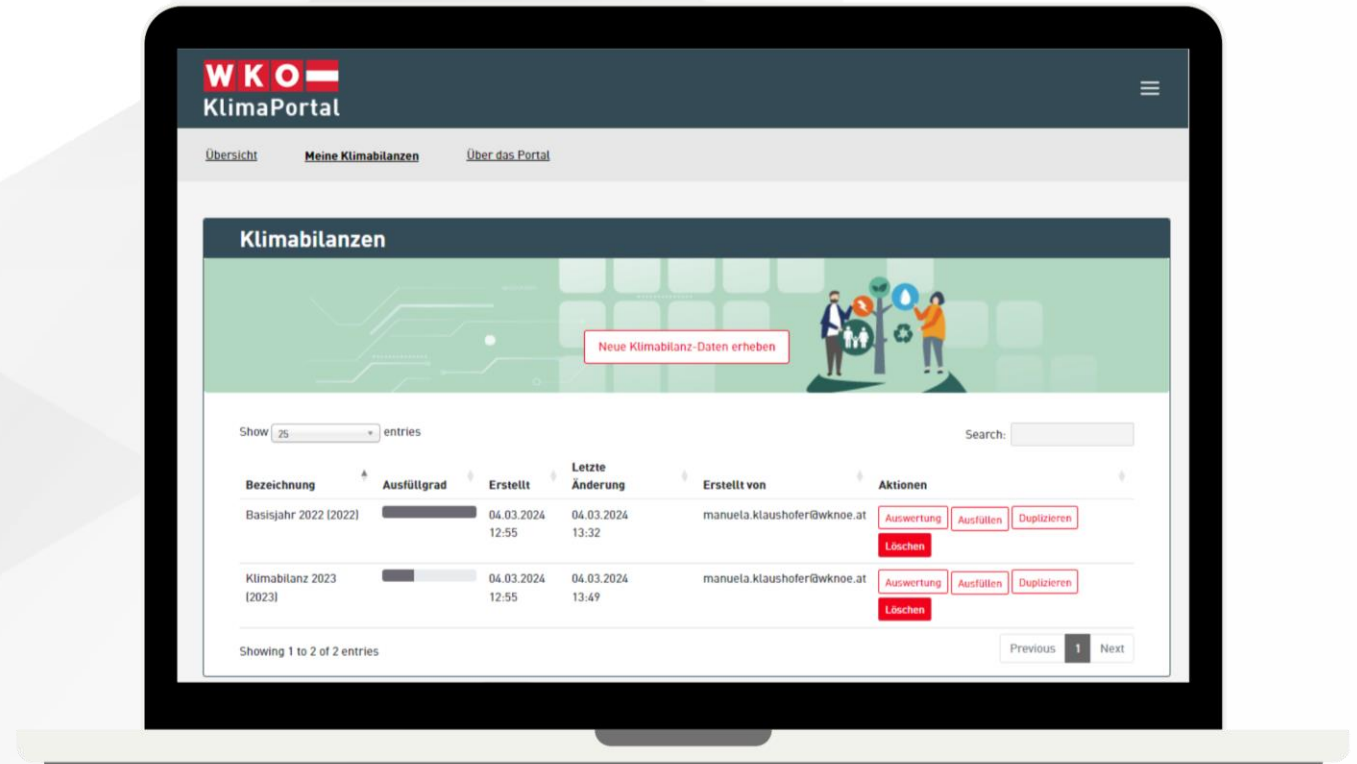 WKO
KlimaPortal
Übersicht Meine Klimabilanzen Über das Portal
Klimabilanzen
Neue Klimabilanz-Daten erheben
Show 25 entries Search:
Bezeichnung Ausfüllgrad Erstellt Letzte Änderung Erstellt von Aktionen
Basisjahr 2022 (2022) 04.03.2024 04.03.2024 manuela.klaushofer@wknoe.at Auswertung Ausfüllen Duplizieren
12:55 13:32 Löschen
Klimabilanz 2023 04.03.2024 04.03.2024 manuela.klaushofer@wknoe.at Auswertung Ausfüllen Duplizieren
(2023) 12:55 13:49 Löschen
Showing 1 to 2 of 2 entries Previous 1 Next